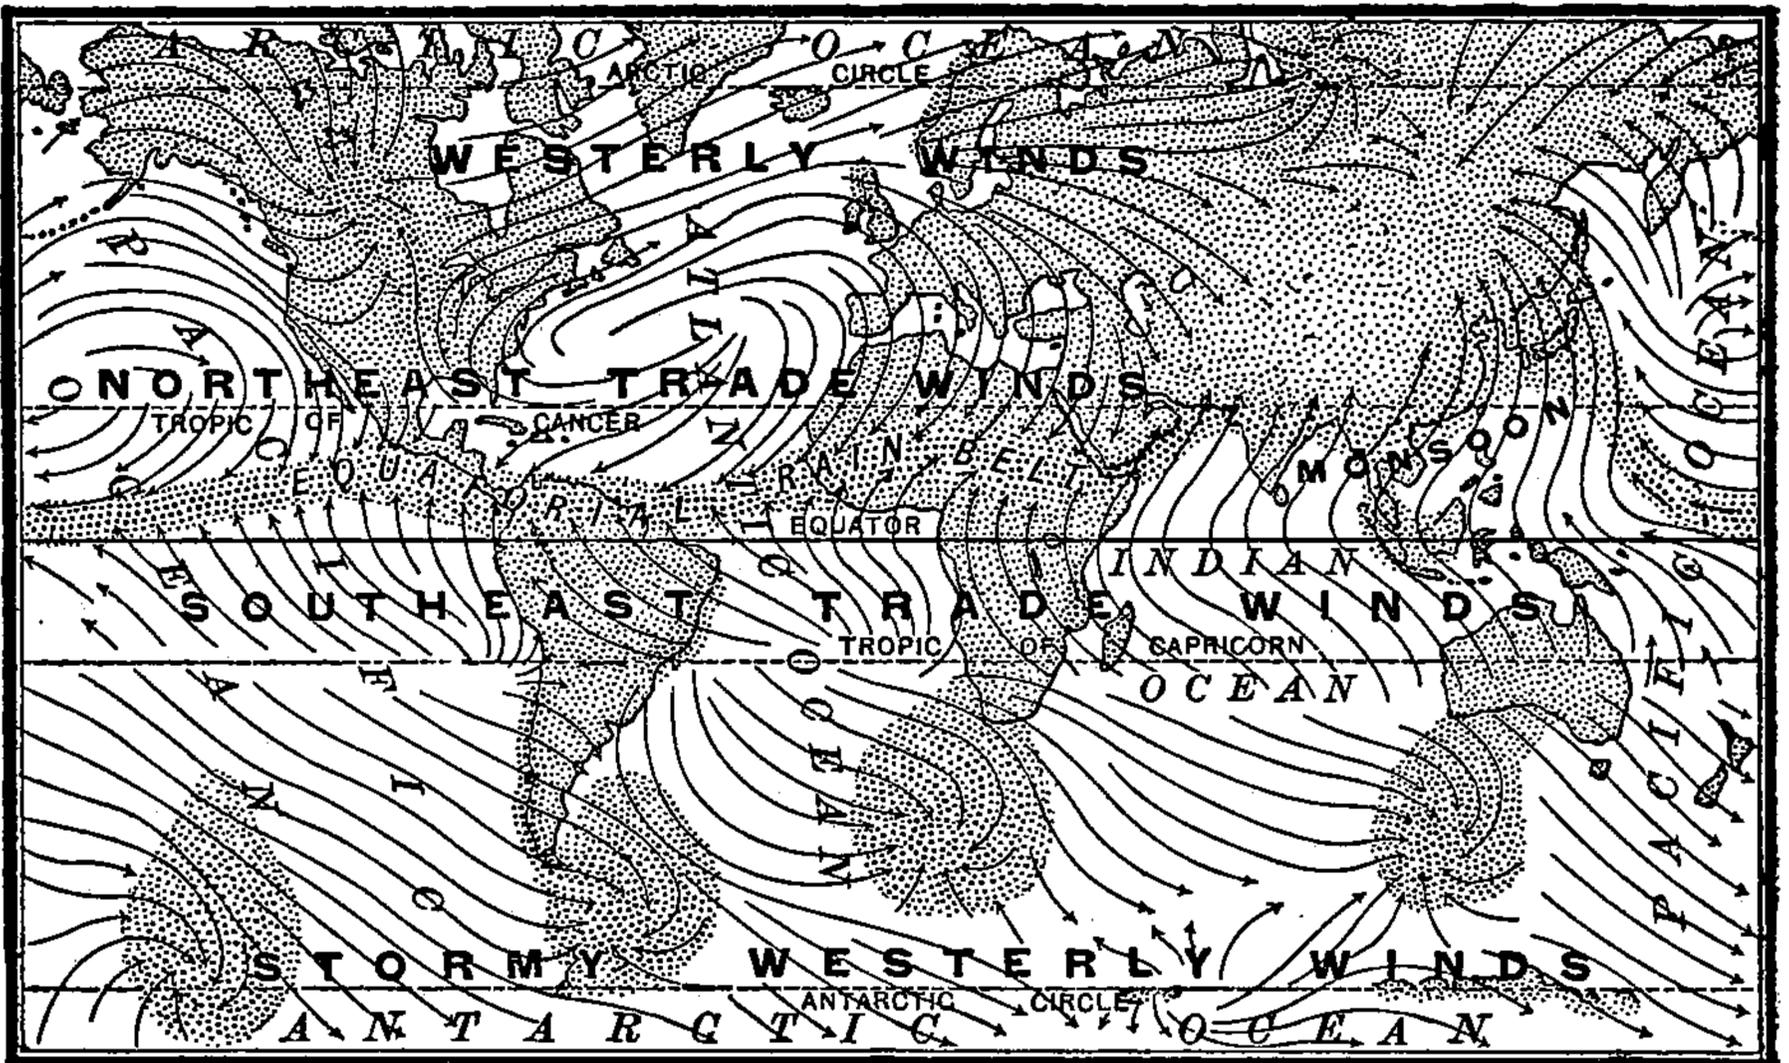 ARCTIC OCEAN
ARCTIC CIRCLE
WESTERLY WINDS
ATLANTIC OCEAN
PACIFIC OCEAN
NORTHEAST TRADE WINDS
TROPIC OF CANCER
EQUATORIAL RAIN BELT
MONSOON
PACIFIC OCEAN
EQUATOR
INDIAN
SOUTHEAST TRADE WINDS
TROPIC OF CAPRICORN
OCEAN
STORMY WESTERLY WINDS
ANTARCTIC CIRCLE
ANTARCTIC OCEAN